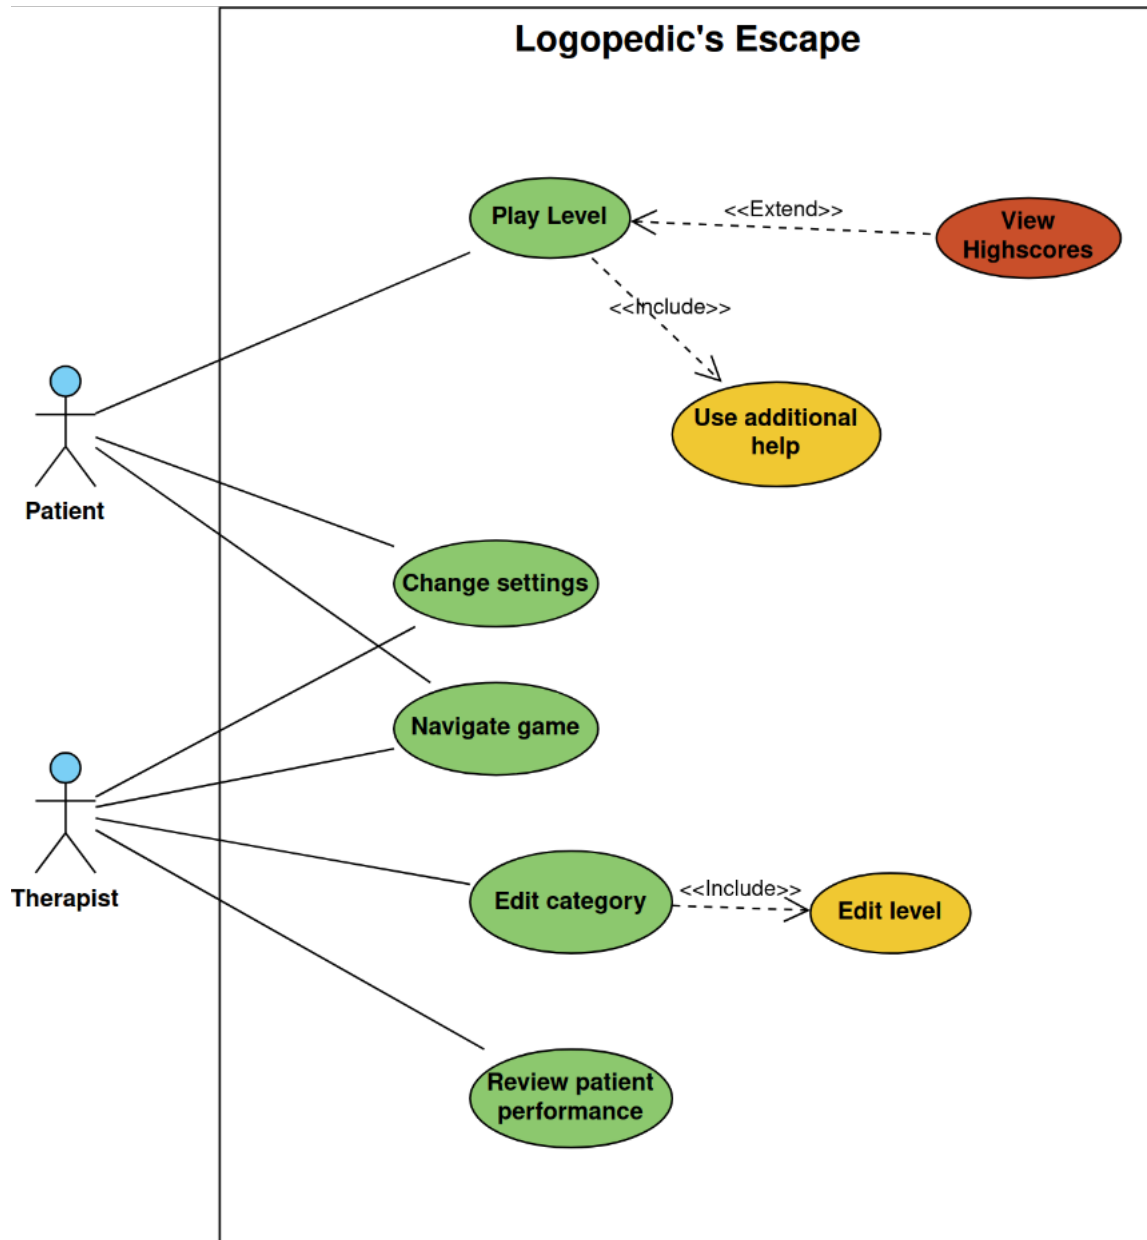 Logopedic's Escape
Play Level
<<Extend>>
View
Highscores
<<Include>>
Use additional
help
Patient
Change settings
Navigate game
Therapist
Edit category
<<Include>>
Edit level
Review patient
performance